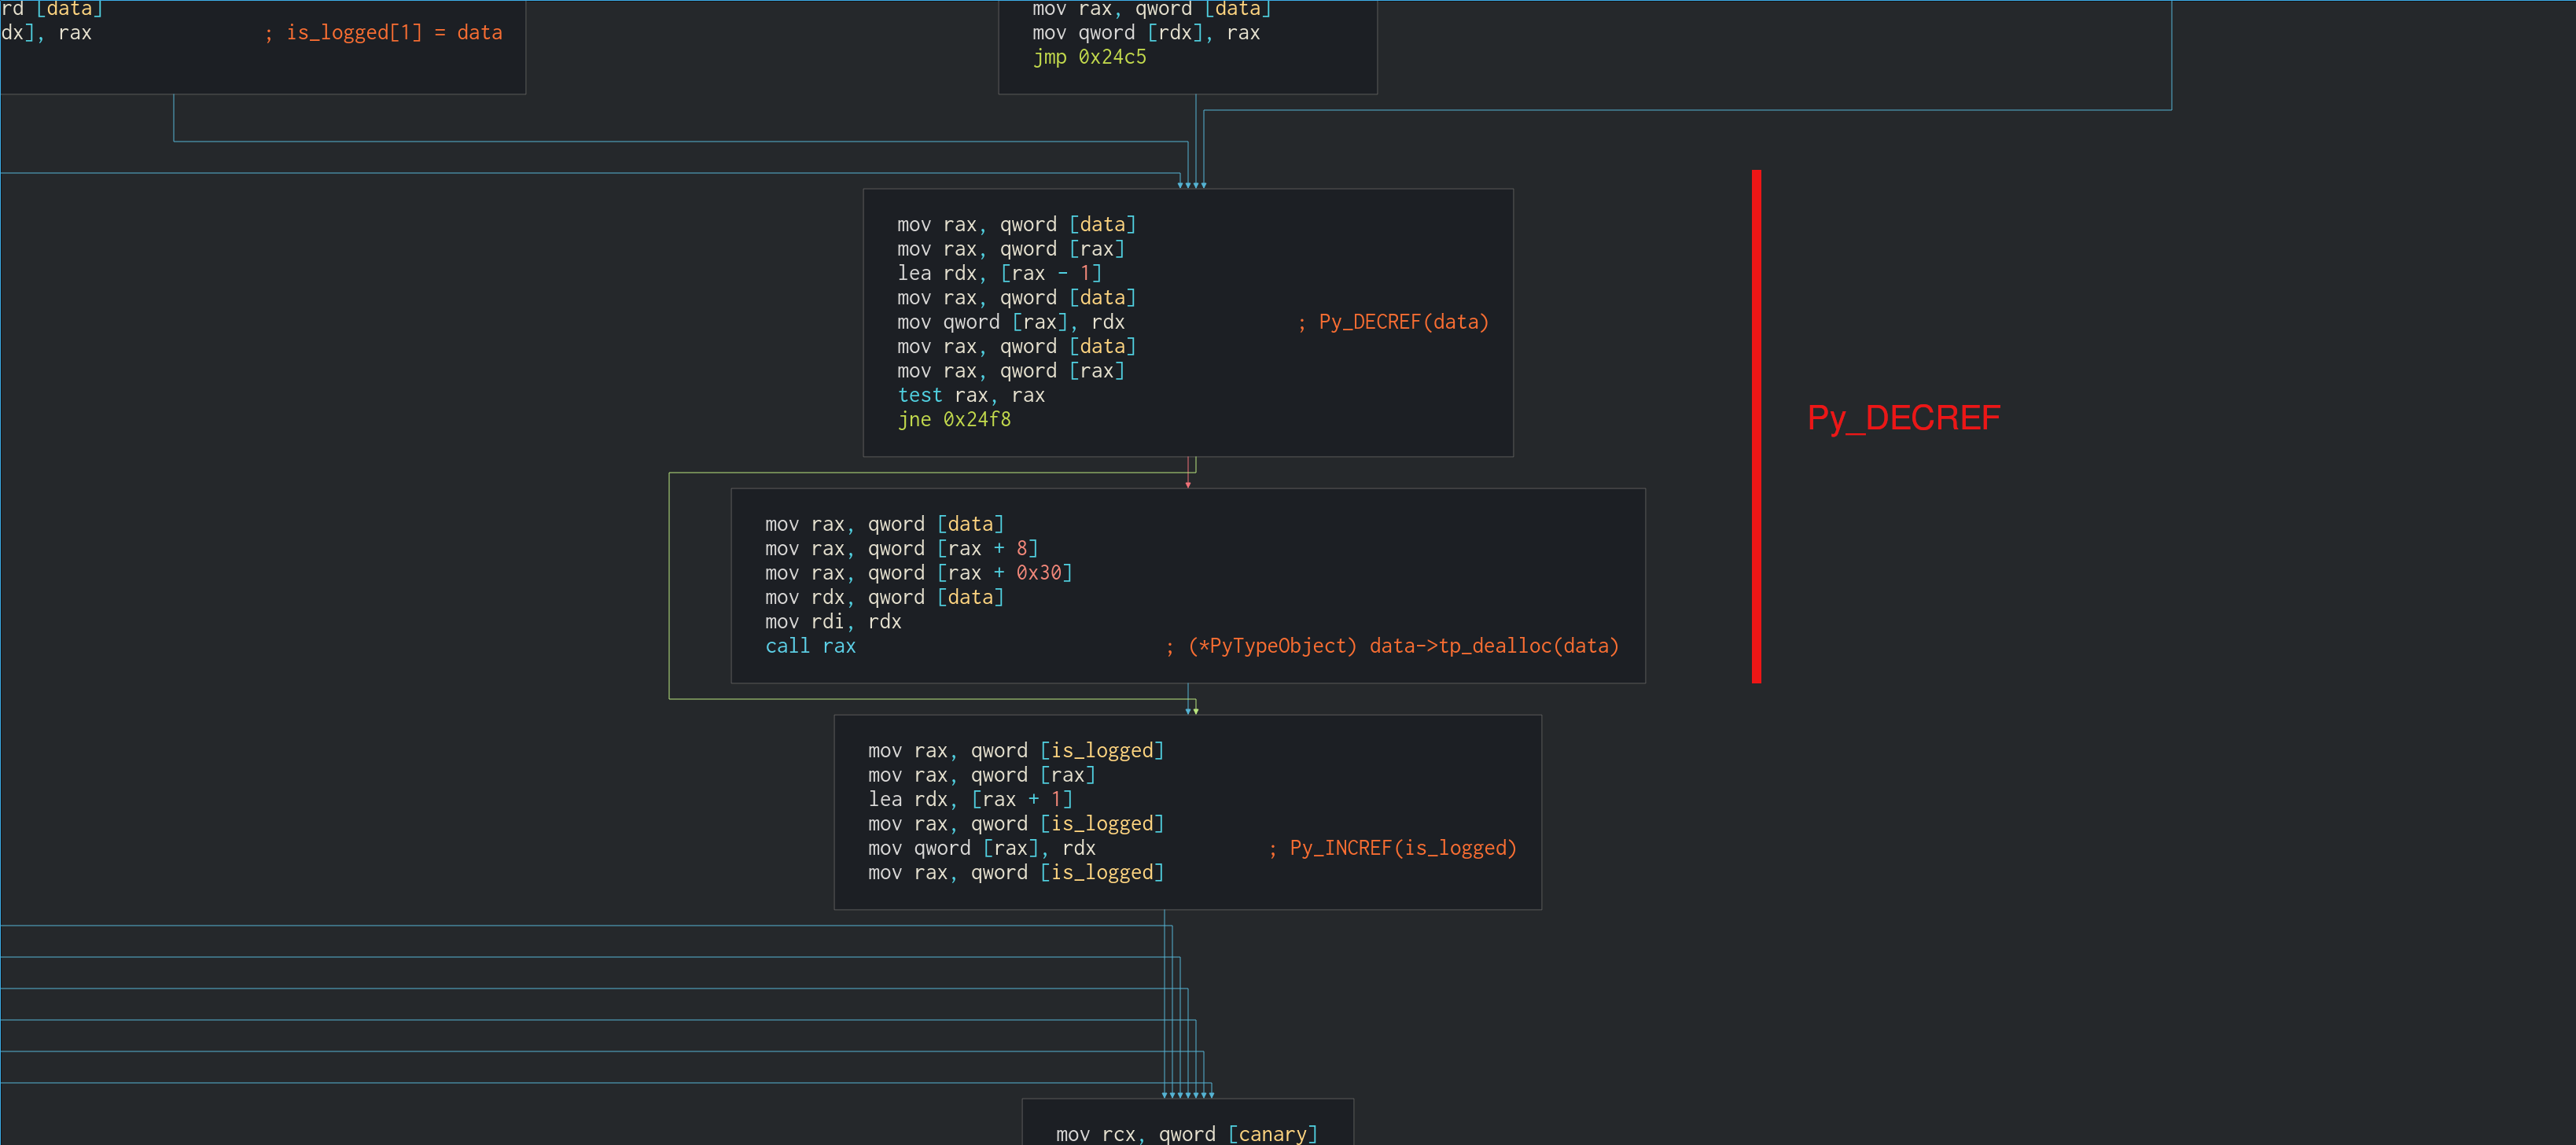 rd [data]
dx], rax ; is_logged[1] = data
mov rax, qword [data]
mov qword [rdx], rax
jmp 0x24c5
mov rax, qword [data]
mov rax, qword [rax]
lea rdx, [rax - 1]
mov rax, qword [data]
mov qword [rax], rdx ; Py_DECREF(data)
mov rax, qword [data]
mov rax, qword [rax]
test rax, rax
jne 0x24f8
Py_DECREF
mov rax, qword [data]
mov rax, qword [rax + 8]
mov rax, qword [rax + 0x30]
mov rdx, qword [data]
mov rdi, rdx
call rax ; (*PyTypeObject) data->tp_dealloc(data)
mov rax, qword [is_logged]
mov rax, qword [rax]
lea rdx, [rax + 1]
mov rax, qword [is_logged]
mov qword [rax], rdx ; Py_INCREF(is_logged)
mov rax, qword [is_logged]
mov rcx, qword [canary]